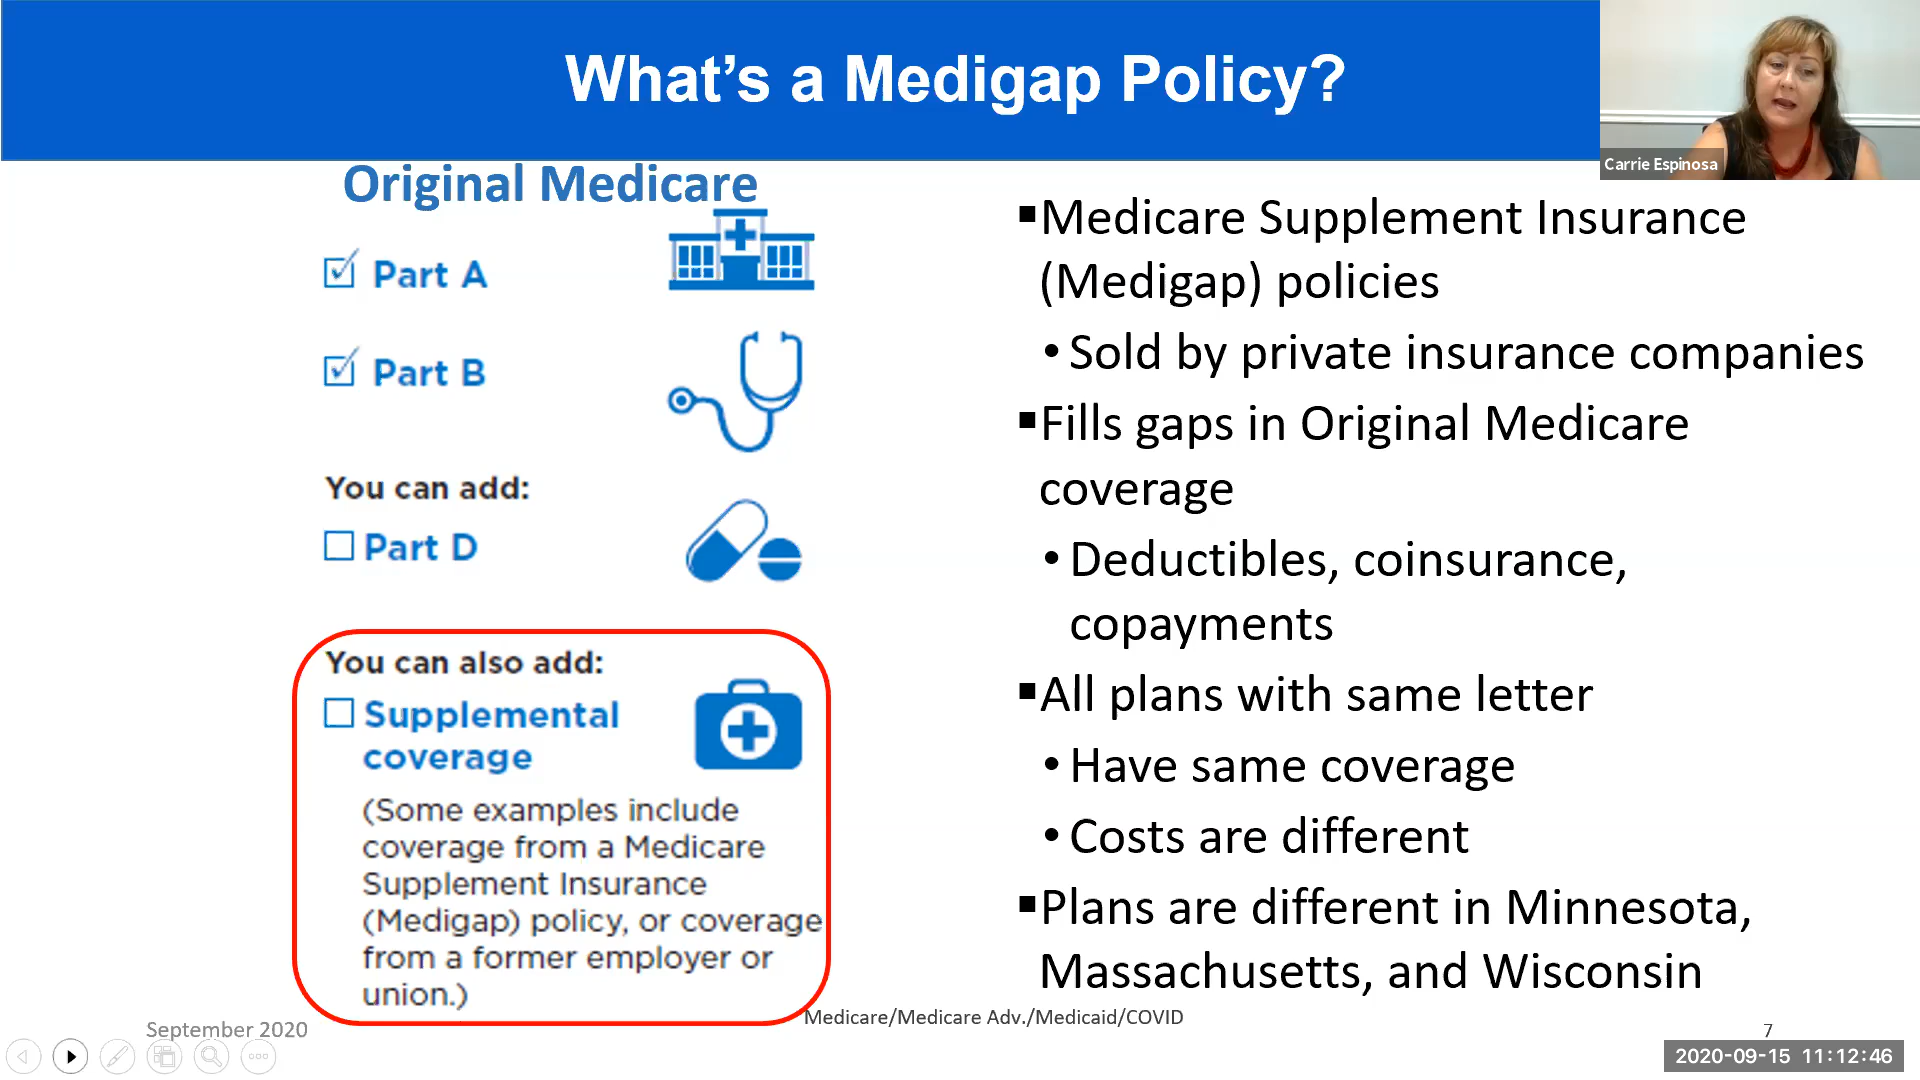 What's a Medigap Policy?
Carrie Espinosa
Original Medicare
Part A
Part B
You can add:
Part D
You can also add:
Supplemental
coverage
(Some examples include
coverage from a Medicare
Supplement Insurance
(Medigap) policy, or coverage
from a former employer or
union.)
▪Medicare Supplement Insurance
(Medigap) policies
• Sold by private insurance companies
▪Fills gaps in Original Medicare
coverage
• Deductibles, coinsurance,
copayments
▪All plans with same letter
• Have same coverage
• Costs are different
▪Plans are different in Minnesota,
Massachusetts, and Wisconsin
September 2020
Medicare/Medicare Adv./Medicaid/COVID
7
2020-09-15 11:12:46